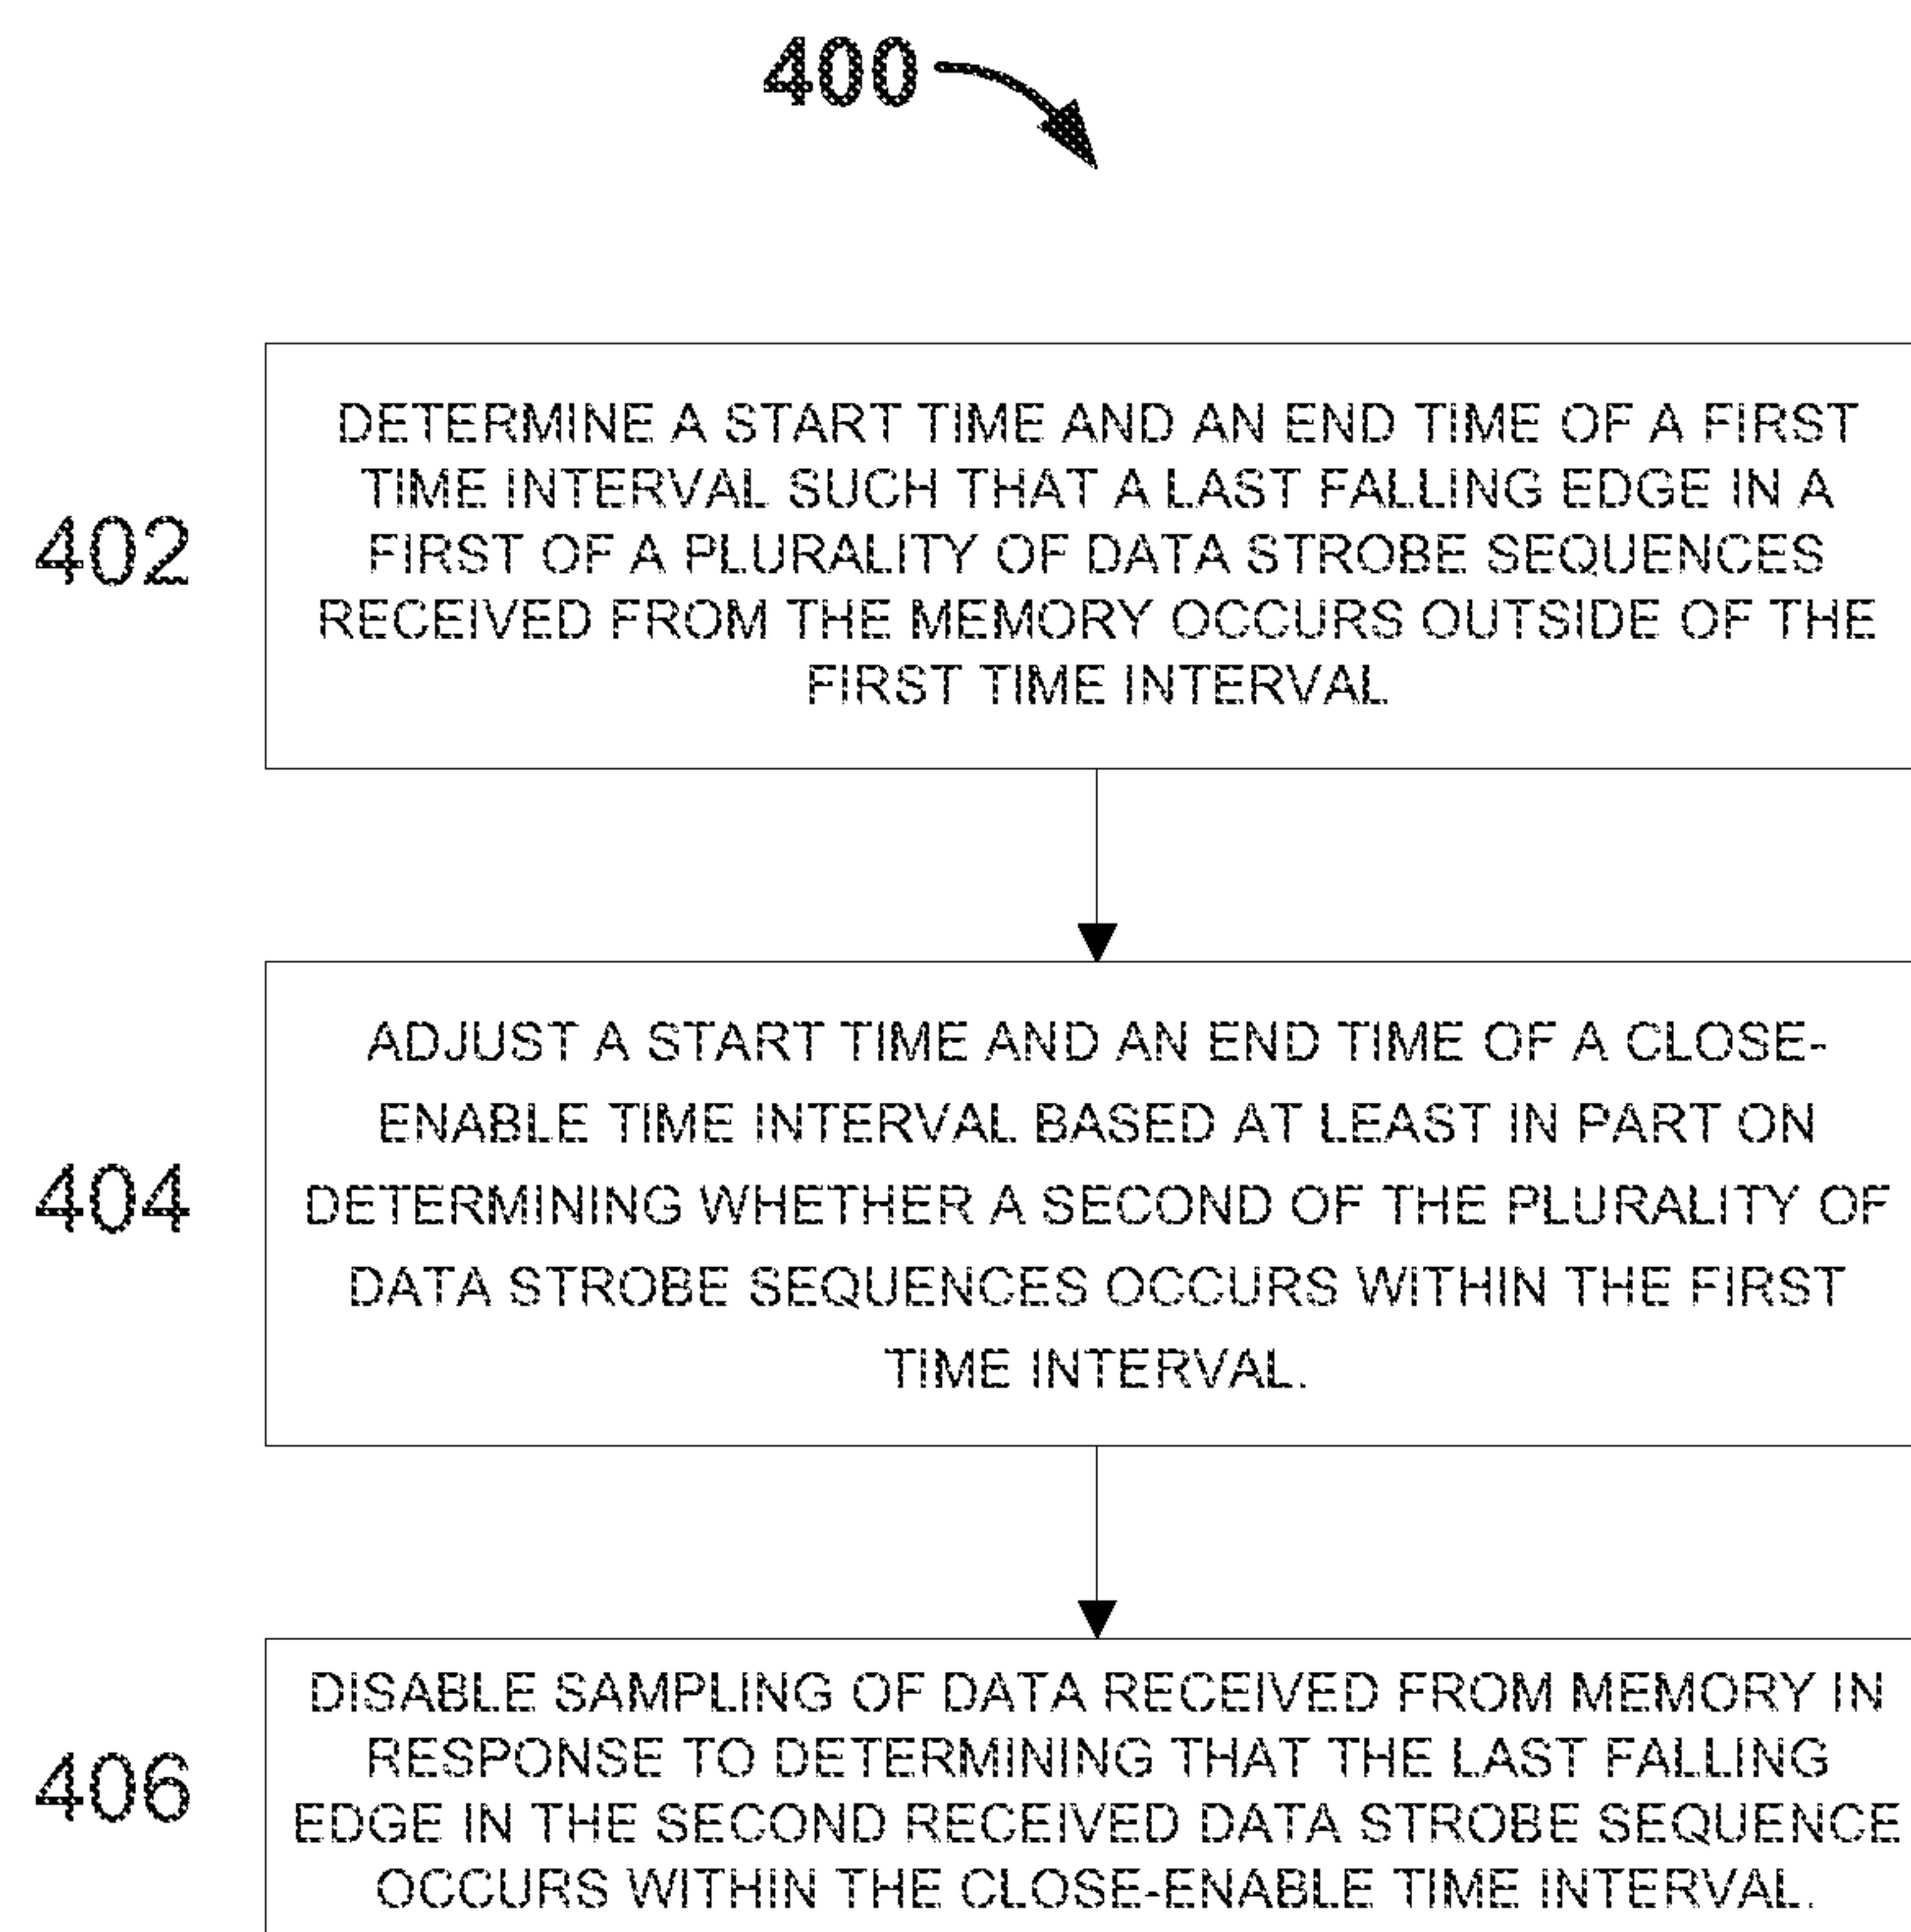 400
402
DETERMINE A START TIME AND AN END TIME OF A FIRST
TIME INTERVAL SUCH THAT A LAST FALLING EDGE IN A
FIRST OF A PLURALITY OF DATA STROBE SEQUENCES
RECEIVED FROM THE MEMORY OCCURS OUTSIDE OF THE
FIRST TIME INTERVAL
404
ADJUST A START TIME AND AN END TIME OF A CLOSE-
ENABLE TIME INTERVAL BASED AT LEAST IN PART ON
DETERMINING WHETHER A SECOND OF THE PLURALITY OF
DATA STROBE SEQUENCES OCCURS WITHIN THE FIRST
TIME INTERVAL.
406
DISABLE SAMPLING OF DATA RECEIVED FROM MEMORY IN
RESPONSE TO DETERMINING THAT THE LAST FALLING
EDGE IN THE SECOND RECEIVED DATA STROBE SEQUENCE
OCCURS WITHIN THE CLOSE-ENABLE TIME INTERVAL.